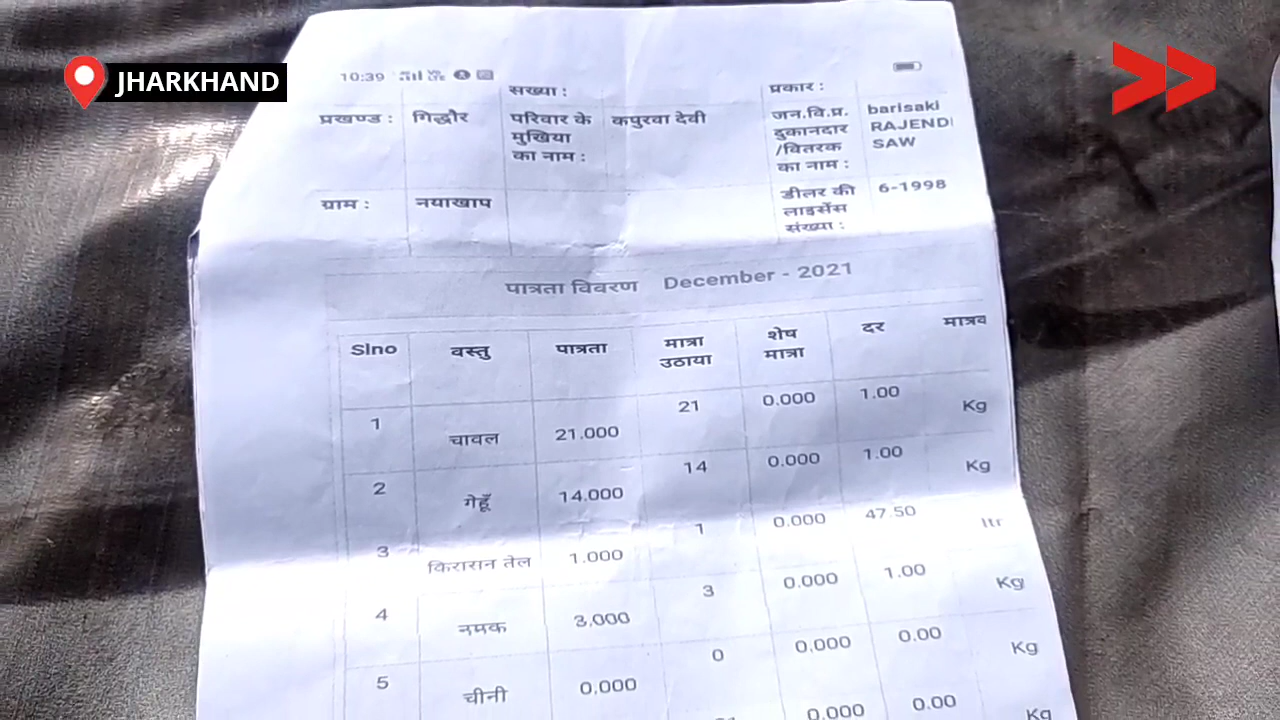 JHARKHAND
10:39
संख्या :
प्रकार :
प्रखण्ड : गिद्धौर परिवार के मुखिया का नाम : कपुरवा देवी जन.वि.प्र. दुकानदार /वितरक का नाम : barisaki RAJENDI SAW
ग्राम : नयाखाप डीलर की लाइसेंस संख्या : 6-1998
पात्रता विवरण December - 2021
Slno वस्तु पात्रता मात्रा उठाया शेष मात्रा दर मात्रक
1 चावल 21.000 21 0.000 1.00 Kg
2 गेहूँ 14.000 14 0.000 1.00 Kg
3 किरासन तेल 1.000 1 0.000 47.50 ltr
4 नमक 3.000 3 0.000 1.00 Kg
5 चीनी 0.000 0 0.000 0.00 Kg
0.000 0.00 Kg